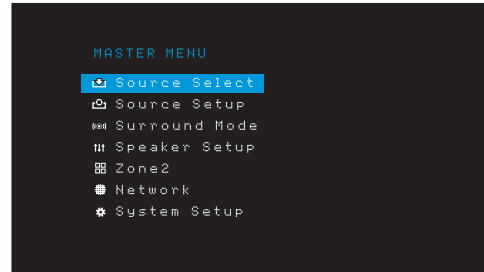 MASTER MENU
Source Select
Source Setup
Surround Mode
Speaker Setup
Zone2
Network
System Setup